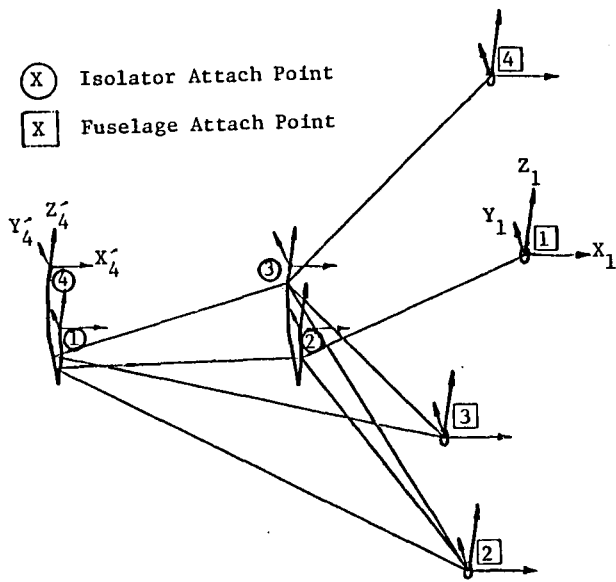 4
X Isolator Attach Point
X Fuselage Attach Point
Z₁
Y₁ 1 X₁
Z₄′
Y₄′ X₄′
3
4
1 2
3
2